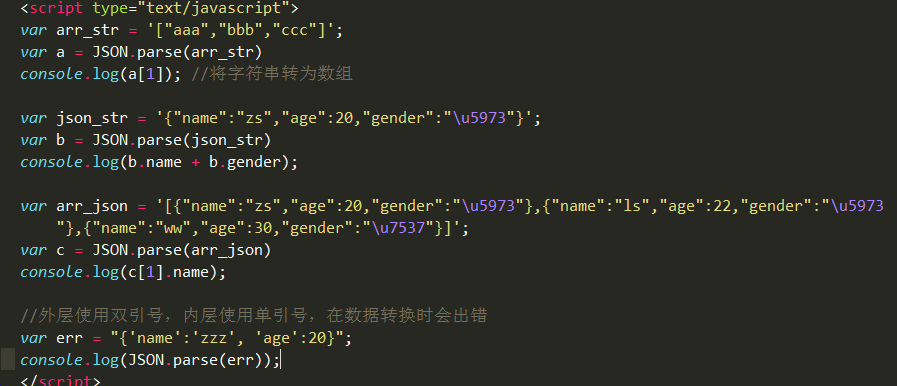 <script type="text/javascript">
var arr_str = '["aaa","bbb","ccc"]';
var a = JSON.parse(arr_str)
console.log(a[1]); //将字符串转为数组
var json_str = '{"name":"zs","age":20,"gender":"\u5973"}';
var b = JSON.parse(json_str)
console.log(b.name + b.gender);
var arr_json = '[{"name":"zs","age":20,"gender":"\u5973"},{"name":"ls","age":22,"gender":"\u5973
"},{"name":"ww","age":30,"gender":"\u7537"}]';
var c = JSON.parse(arr_json)
console.log(c[1].name);
//外层使用双引号，内层使用单引号，在数据转换时会出错
var err = "{'name':'zzz', 'age':20}";
console.log(JSON.parse(err));
</script>